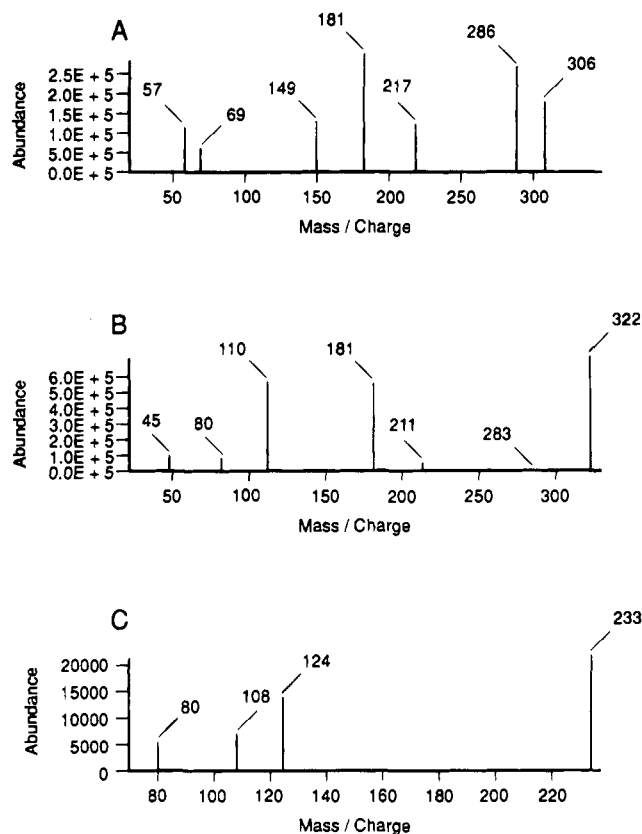 A
Abundance
2.5E + 5
2.0E + 5
1.5E + 5
1.0E + 5
5.0E + 5
0.0E + 5
57
69
149
181
217
286
306
50
100
150
200
250
300
Mass / Charge
B
Abundance
6.0E + 5
5.0E + 5
4.0E + 5
3.0E + 5
2.0E + 5
1.0E + 5
0.0E + 5
45
80
110
181
211
283
322
50
100
150
200
250
300
Mass / Charge
C
Abundance
20000
15000
10000
5000
0
80
108
124
233
80
100
120
140
160
180
200
220
Mass / Charge